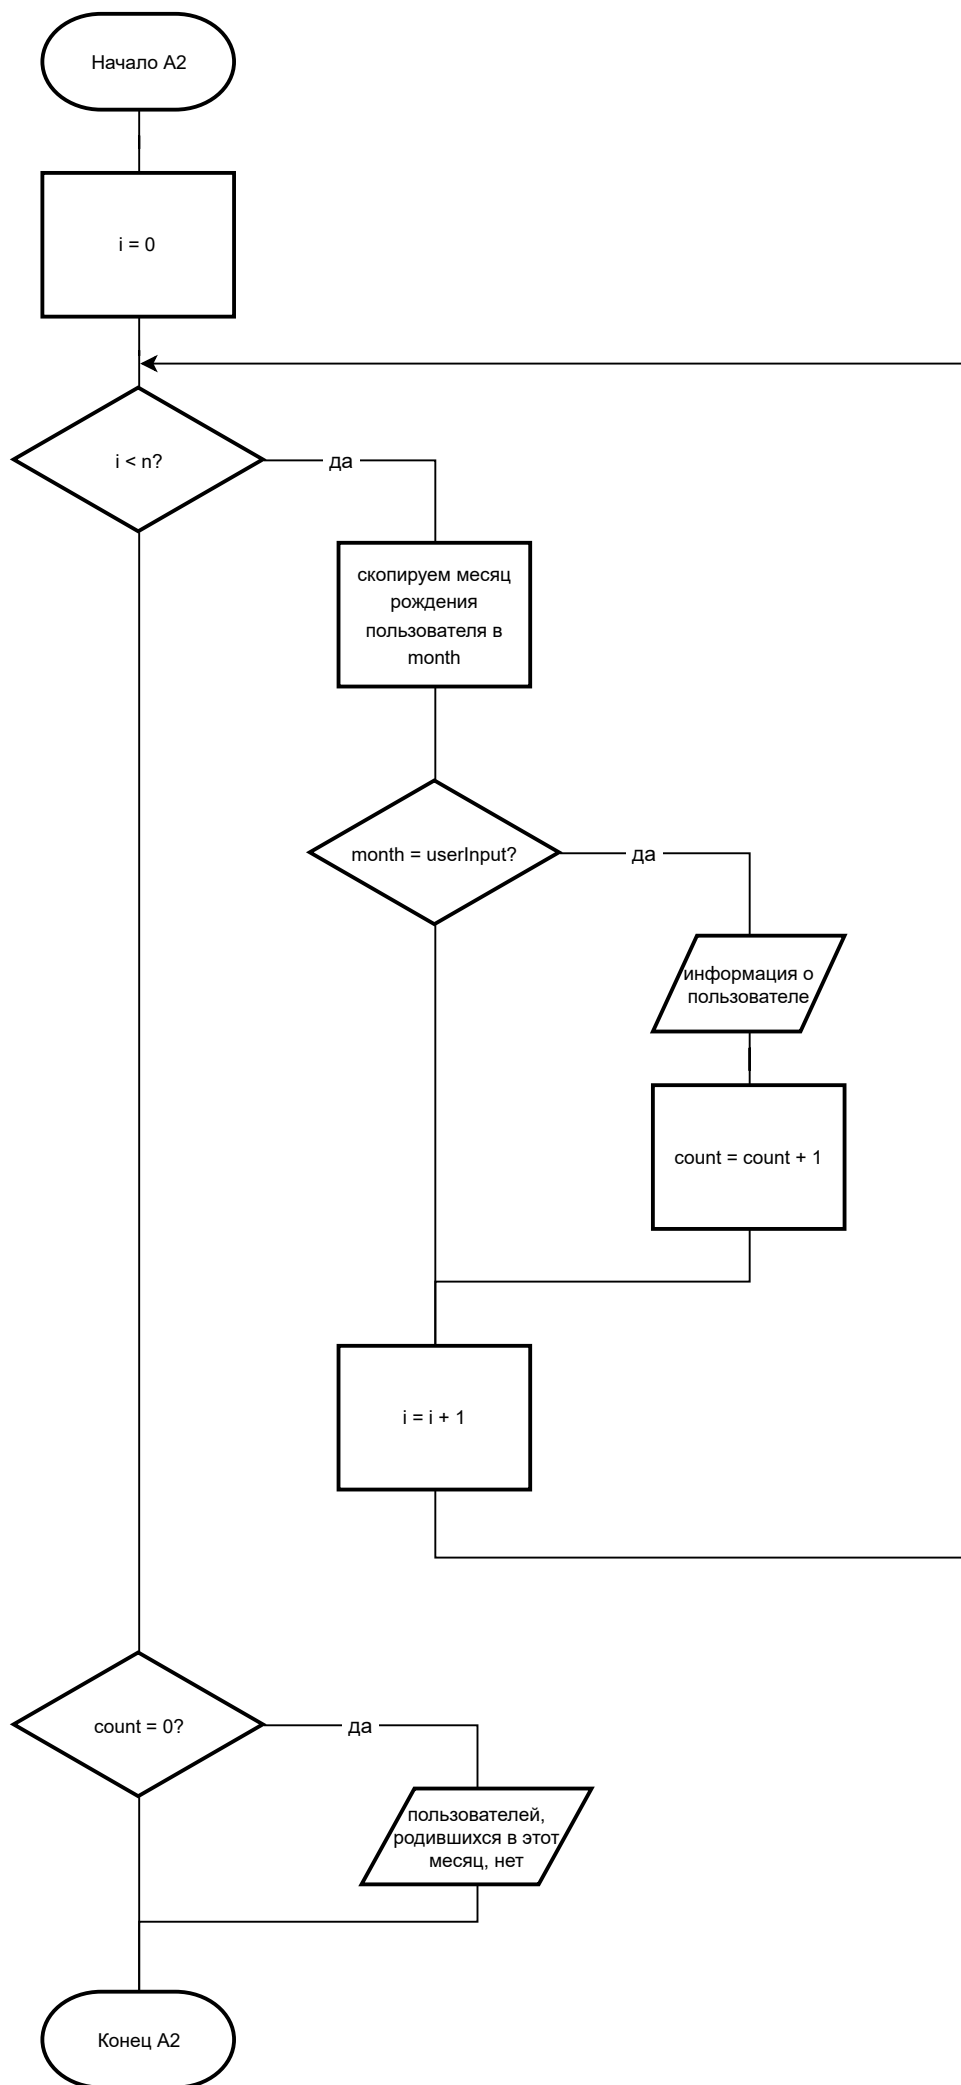 Начало А2
i = 0
i < n?
да
скопируем месяц
рождения
пользователя в
month
month = userInput?
да
информация о
пользователе
count = count + 1
i = i + 1
count = 0?
да
пользователей,
родившихся в этот
месяц, нет
Конец А2